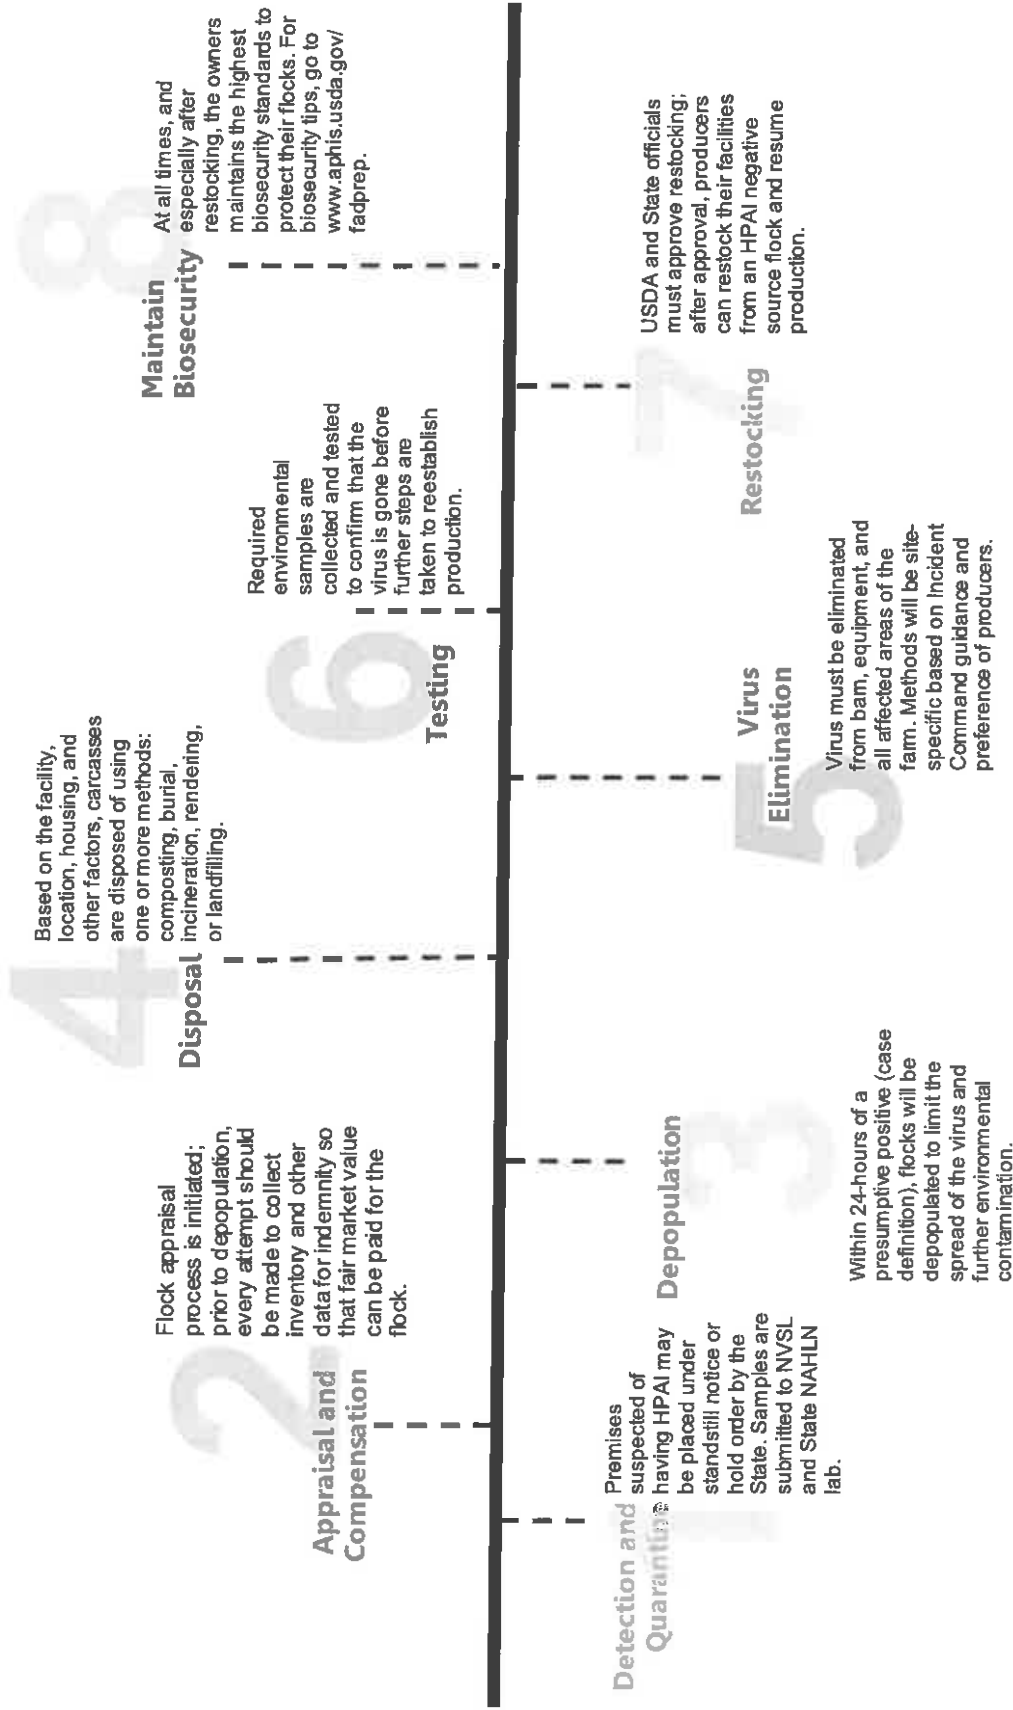 1
Detection and
Quarantine
Premises
suspected of
having HPAI may
be placed under
standstill notice or
hold order by the
State. Samples are
submitted to NVSL
and State NAHLN
lab.
2
Appraisal and
Compensation
Flock appraisal
process is initiated;
prior to depopulation,
every attempt should
be made to collect
inventory and other
data for indemnity so
that fair market value
can be paid for the
flock.
3
Depopulation
Within 24-hours of a
presumptive positive (case
definition), flocks will be
depopulated to limit the
spread of the virus and
further environmental
contamination.
4
Disposal
Based on the facility,
location, housing, and
other factors, carcasses
are disposed of using
one or more methods:
composting, burial,
incineration, rendering,
or landfilling.
5
Virus
Elimination
Virus must be eliminated
from barn, equipment, and
all affected areas of the
farm. Methods will be site-
specific based on Incident
Command guidance and
preference of producers.
6
Testing
Required
environmental
samples are
collected and tested
to confirm that the
virus is gone before
further steps are
taken to reestablish
production.
7
Restocking
USDA and State officials
must approve restocking;
after approval, producers
can restock their facilities
from an HPAI negative
source flock and resume
production.
8
Maintain
Biosecurity
At all times, and
especially after
restocking, the owners
maintains the highest
biosecurity standards to
protect their flocks. For
biosecurity tips, go to
www.aphis.usda.gov/
fadprep.